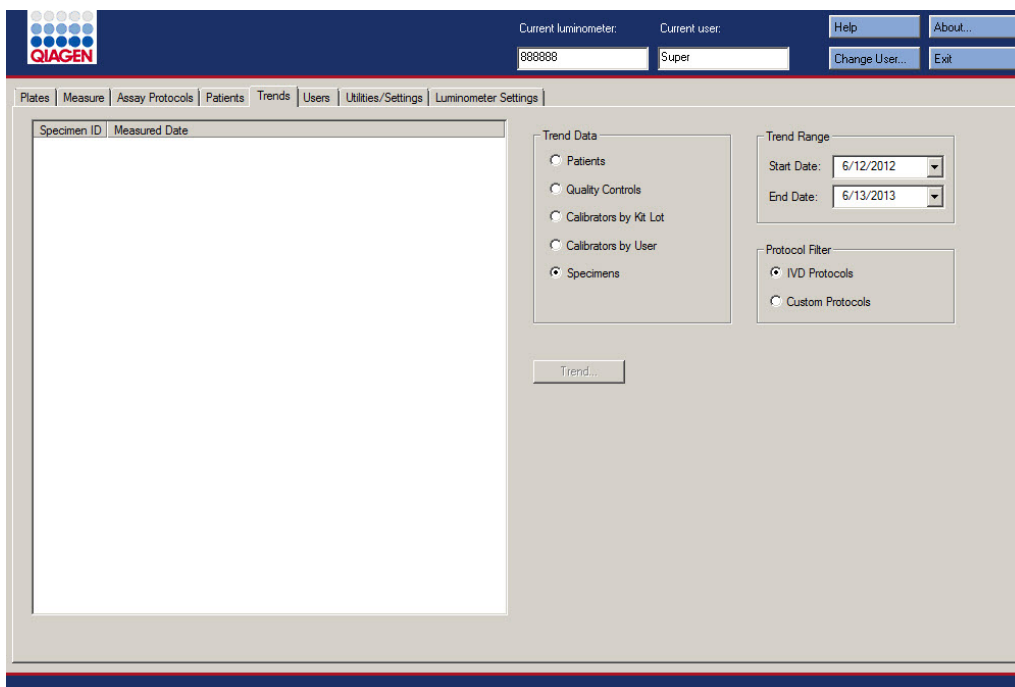 QIAGEN
Current luminometer: Current user:
Help About...
888888 Super
Change User... Exit
Plates Measure Assay Protocols Patients Trends Users Utilities/Settings Luminometer Settings
Specimen ID Measured Date
Trend Data
Patients
Quality Controls
Calibrators by Kit Lot
Calibrators by User
Specimens
Trend Range
Start Date: 6/12/2012
End Date: 6/13/2013
Protocol Filter
IVD Protocols
Custom Protocols
Trend...